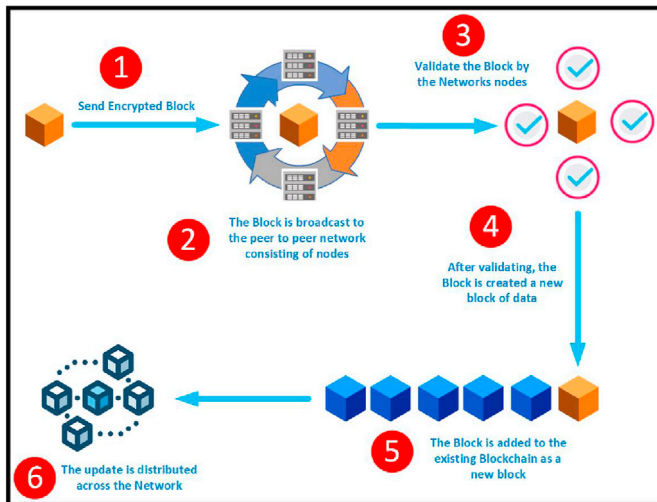 1
Send Encrypted Block
2
The Block is broadcast to
the peer to peer network
consisting of nodes
3
Validate the Block by
the Networks nodes
4
After validating, the
Block is created a new
block of data
5
The Block is added to the
existing Blockchain as a
new block
6
The update is distributed
across the Network